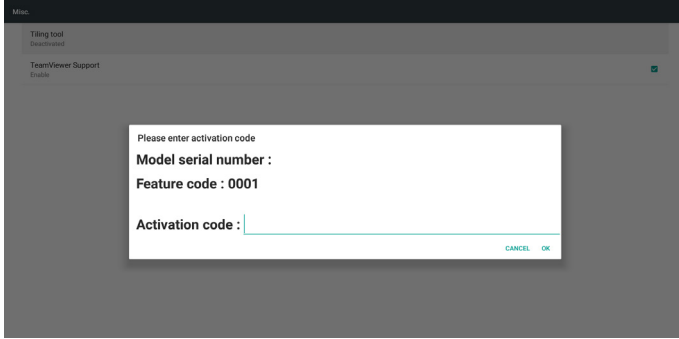 Misc.
Tiling tool
Deactivated
TeamViewer Support
Enable
Please enter activation code
Model serial number :
Feature code : 0001
Activation code :
CANCEL OK